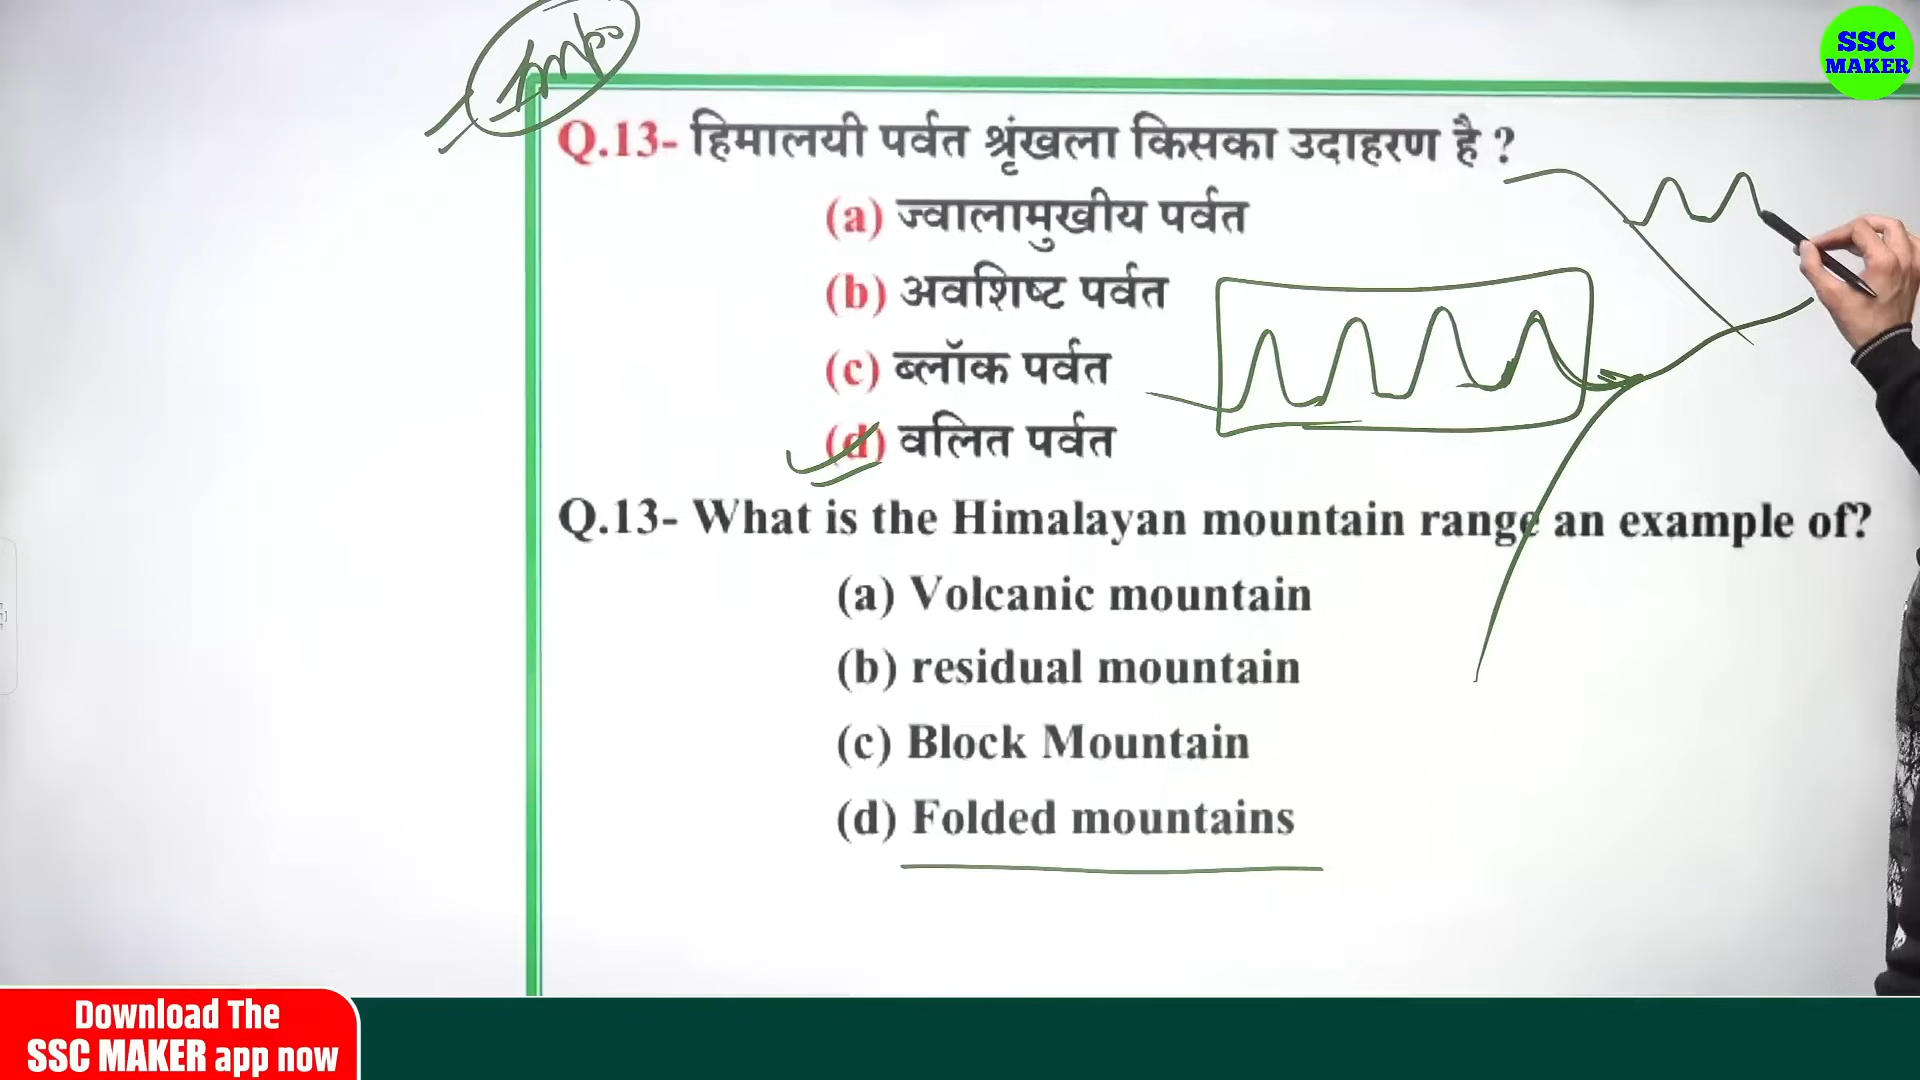 Imp
SSC
MAKER
Q.13- हिमालयी पर्वत श्रृंखला किसका उदाहरण है ?
(a) ज्वालामुखीय पर्वत
(b) अवशिष्ट पर्वत
(c) ब्लॉक पर्वत
(d) वलित पर्वत
Q.13- What is the Himalayan mountain range an example of?
(a) Volcanic mountain
(b) residual mountain
(c) Block Mountain
(d) Folded mountains
Download The
SSC MAKER app now